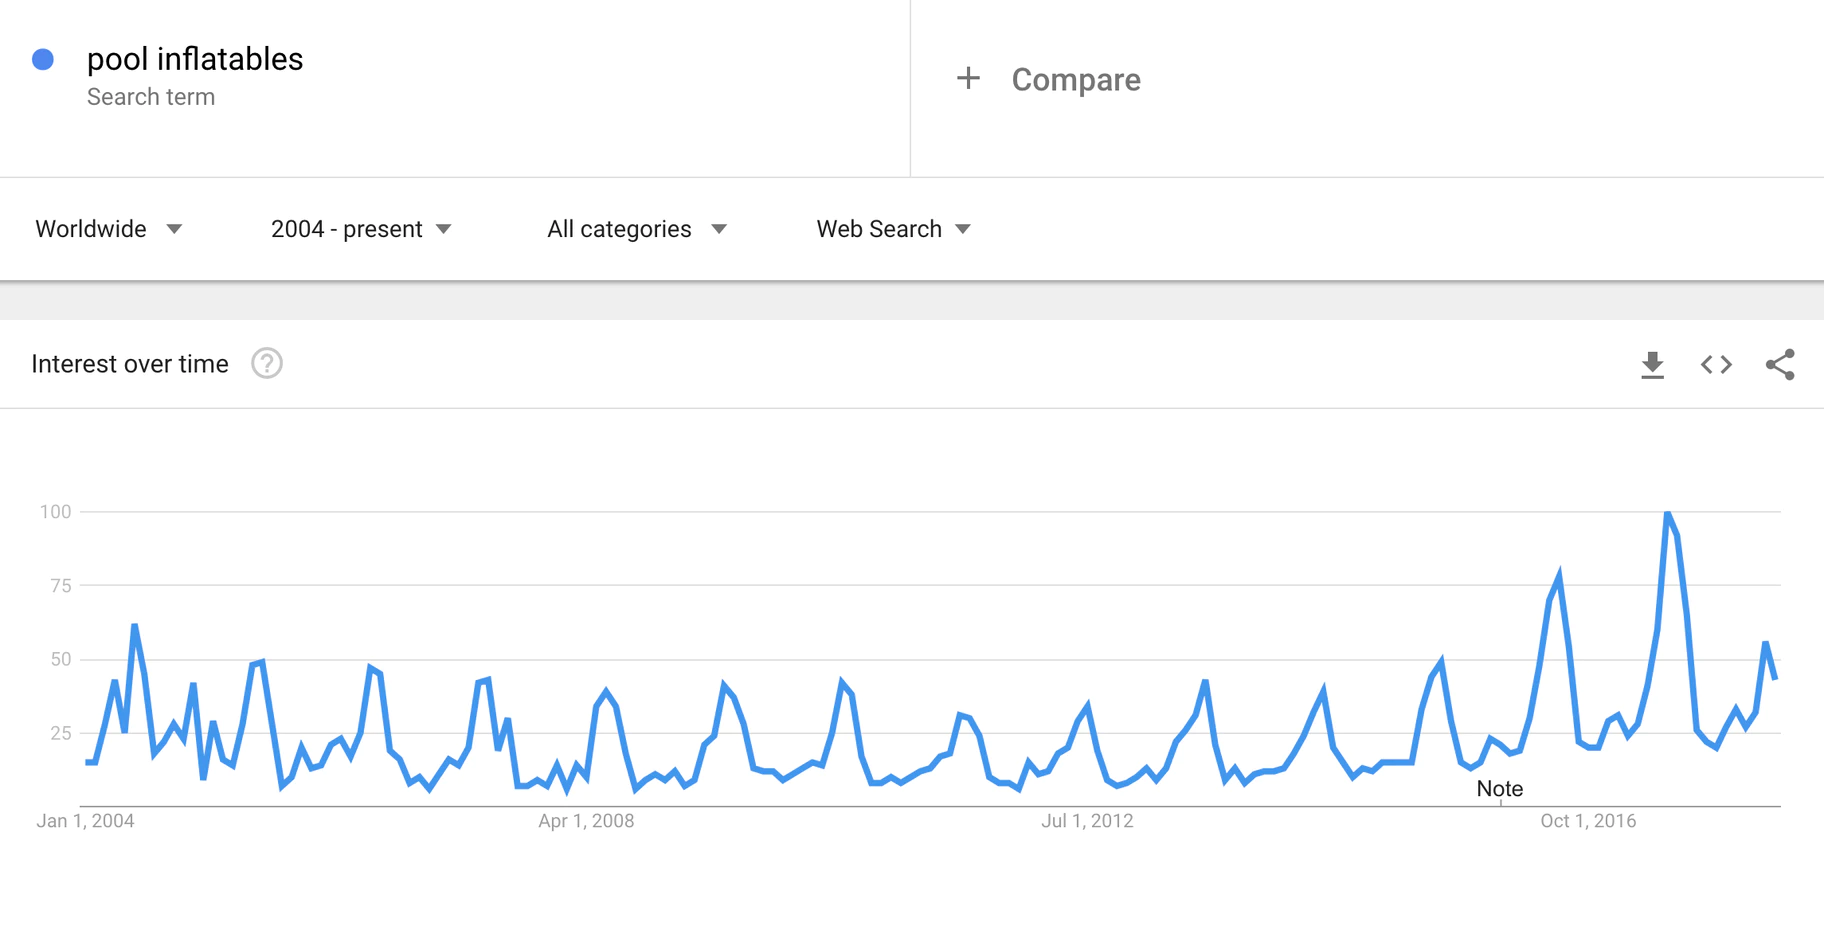 pool inflatables
Search term
+ Compare
Worldwide
2004 - present
All categories
Web Search
Interest over time ?
100
75
50
25
Note
Jan 1, 2004
Apr 1, 2008
Jul 1, 2012
Oct 1, 2016